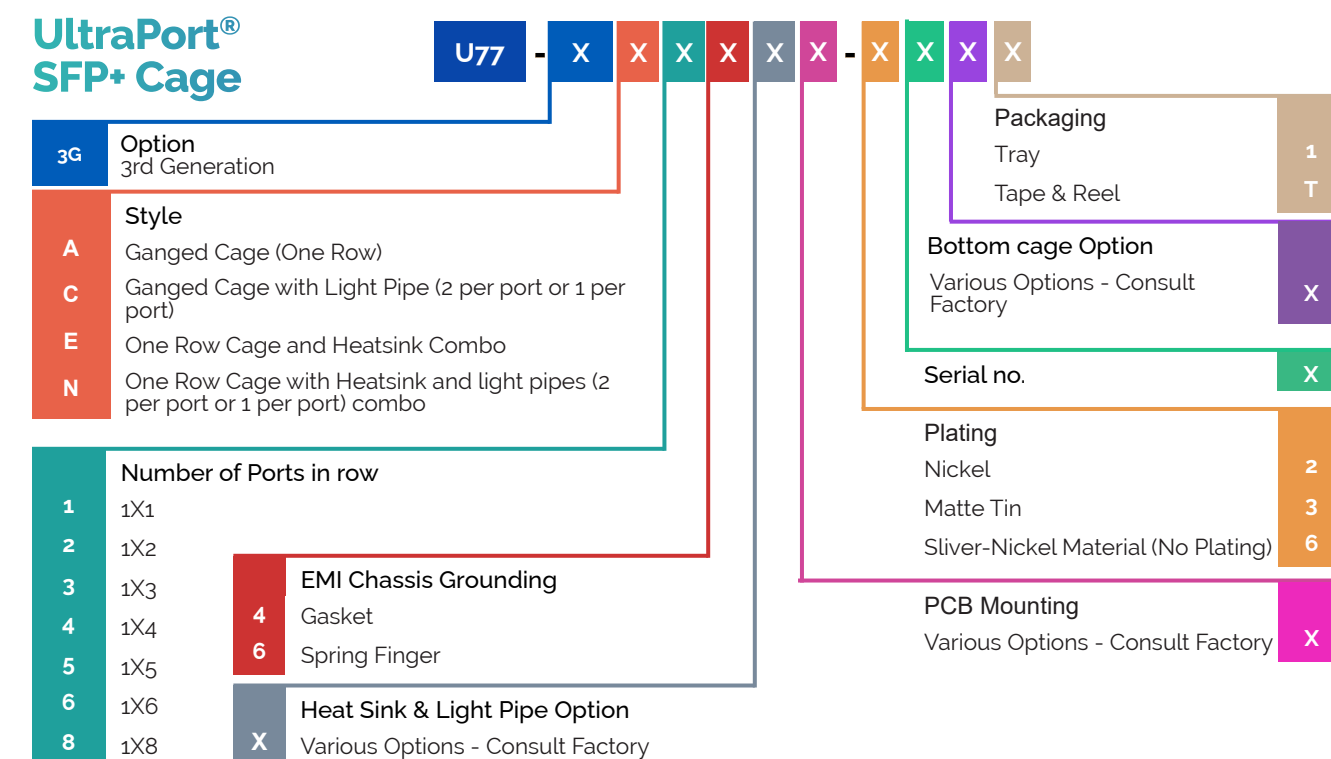 UltraPort®
SFP+ Cage
U77 - X X X X X X - X X X X
3G
Option
3rd Generation
Style
A Ganged Cage (One Row)
C Ganged Cage with Light Pipe (2 per port or 1 per
port)
E One Row Cage and Heatsink Combo
N One Row Cage with Heatsink and light pipes (2
per port or 1 per port) combo
Number of Ports in row
1 1X1
2 1X2
3 1X3
4 1X4
5 1X5
6 1X6
8 1X8
EMI Chassis Grounding
4 Gasket
6 Spring Finger
Heat Sink & Light Pipe Option
X Various Options - Consult Factory
Packaging
Tray 1
Tape & Reel T
Bottom cage Option
Various Options - Consult
Factory
X
Serial no. X
Plating
Nickel 2
Matte Tin 3
Sliver-Nickel Material (No Plating) 6
PCB Mounting
Various Options - Consult Factory X